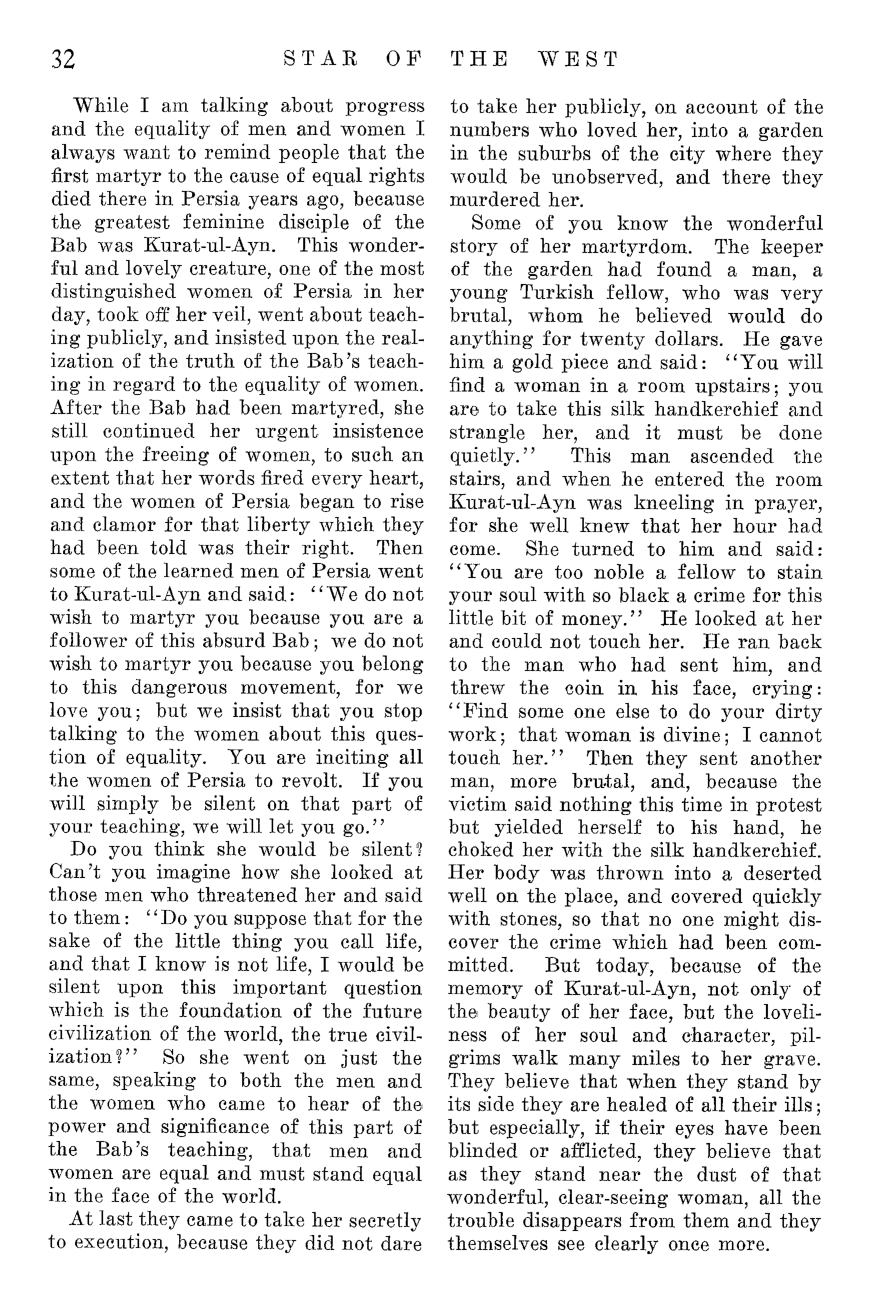 32 STAR OF THE WEST
While I am talking about progress
and the equality of men and women I
always want to remind people that the
first martyr to the cause of equal rights
died there in Persia years ago, because
the greatest feminine disciple of the
Bab was Kurat-ul-Ayn. This wonder-
ful and lovely creature, one of the most
distinguished women of Persia in her
day, took off her veil, went about teach-
ing publicly, and insisted upon the real-
ization of the truth of the Bab's teach-
ing in regard to the equality of women.
After the Bab had been martyred, she
still continued her urgent insistence
upon the freeing of women, to such an
extent that her words fired every heart,
and the women of Persia began to rise
and clamor for that liberty which they
had been told was their right. Then
some of the learned men of Persia went
to Kurat-ul-Ayn and said: "We do not
wish to martyr you because you are a
follower of this absurd Bab; we do not
wish to martyr you because you belong
to this dangerous movement, for we
love you; but we insist that you stop
talking to the women about this ques-
tion of equality. You are inciting all
the women of Persia to revolt. If you
will simply be silent on that part of
your teaching, we will let you go."
Do you think she would be silent?
Can't you imagine how she looked at
those men who threatened her and said
to them: "Do you suppose that for the
sake of the little thing you call life,
and that I know is not life, I would be
silent upon this important question
which is the foundation of the future
civilization of the world, the true civil-
ization?" So she went on just the
same, speaking to both the men and
the women who came to hear of the
power and significance of this part of
the Bab's teaching, that men and
women are equal and must stand equal
in the face of the world.
At last they came to take her secretly
to execution, because they did not dare
to take her publicly, on account of the
numbers who loved her, into a garden
in the suburbs of the city where they
would be unobserved, and there they
murdered her.
Some of you know the wonderful
story of her martyrdom. The keeper
of the garden had found a man, a
young Turkish fellow, who was very
brutal, whom he believed would do
anything for twenty dollars. He gave
him a gold piece and said: "You will
find a woman in a room upstairs; you
are to take this silk handkerchief and
strangle her, and it must be done
quietly." This man ascended the
stairs, and when he entered the room
Kurat-ul-Ayn was kneeling in prayer,
for she well knew that her hour had
come. She turned to him and said:
"You are too noble a fellow to stain
your soul with so black a crime for this
little bit of money." He looked at her
and could not touch her. He ran back
to the man who had sent him, and
threw the coin in his face, crying:
"Find some one else to do your dirty
work; that woman is divine; I cannot
touch her." Then they sent another
man, more brutal, and, because the
victim said nothing this time in protest
but yielded herself to his hand, he
choked her with the silk handkerchief.
Her body was thrown into a deserted
well on the place, and covered quickly
with stones, so that no one might dis-
cover the crime which had been com-
mitted. But today, because of the
memory of Kurat-ul-Ayn, not only of
the beauty of her face, but the loveli-
ness of her soul and character, pil-
grims walk many miles to her grave.
They believe that when they stand by
its side they are healed of all their ills;
but especially, if their eyes have been
blinded or afflicted, they believe that
as they stand near the dust of that
wonderful, clear-seeing woman, all the
trouble disappears from them and they
themselves see clearly once more.